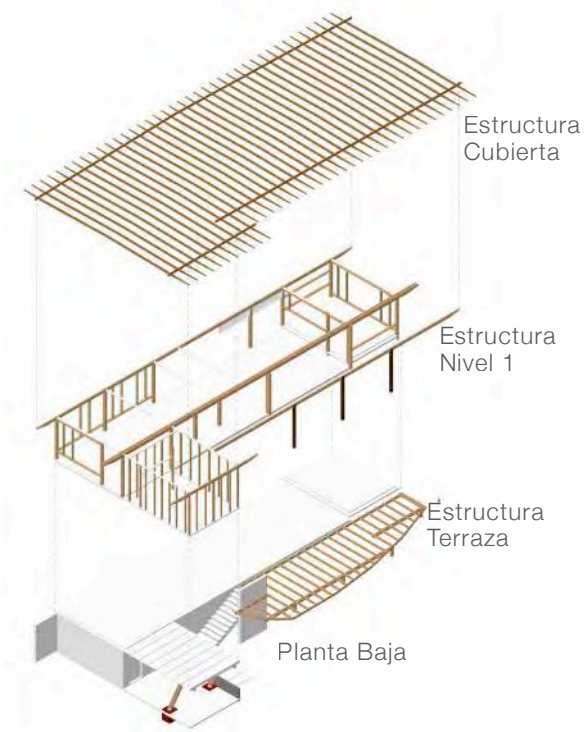 Estructura
Cubierta
Estructura
Nivel 1
Estructura
Terraza
Planta Baja